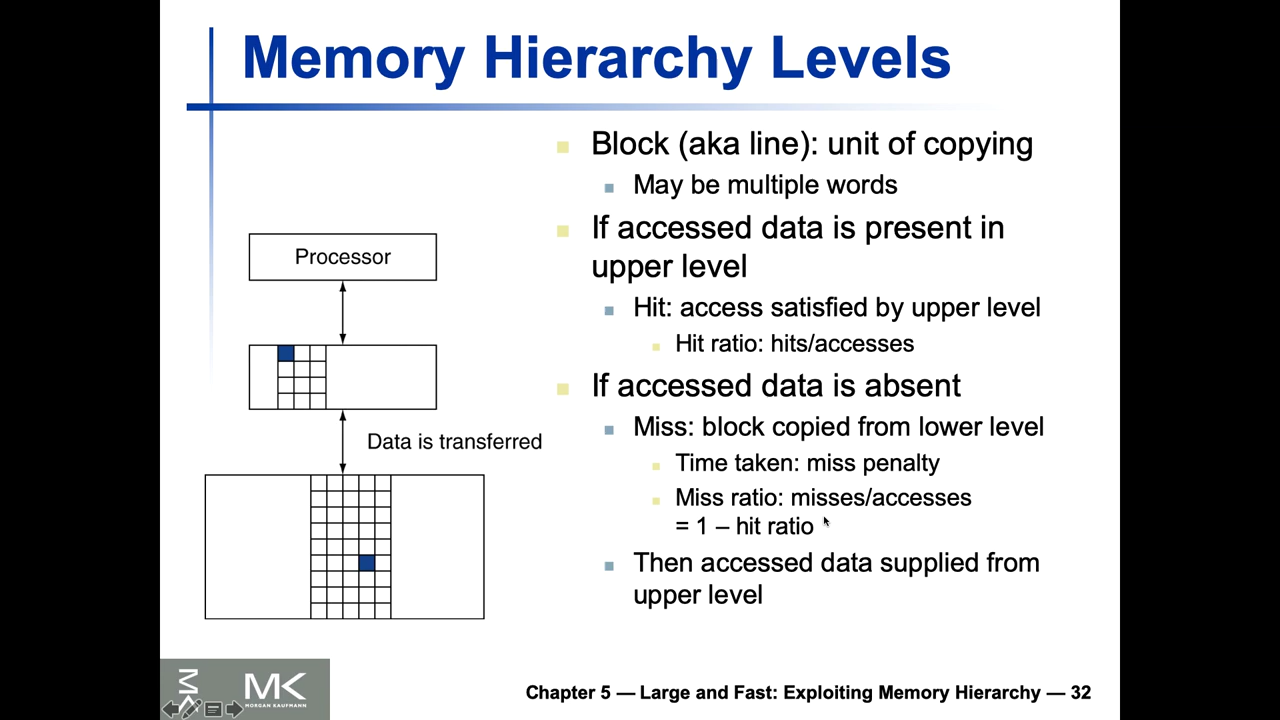 Memory Hierarchy Levels
Block (aka line): unit of copying
May be multiple words
If accessed data is present in
upper level
Hit: access satisfied by upper level
Hit ratio: hits/accesses
If accessed data is absent
Miss: block copied from lower level
Time taken: miss penalty
Miss ratio: misses/accesses
= 1 – hit ratio
Then accessed data supplied from
upper level
Processor
Data is transferred
MK
MK
MORGAN KAUFMANN
Chapter 5 — Large and Fast: Exploiting Memory Hierarchy — 32